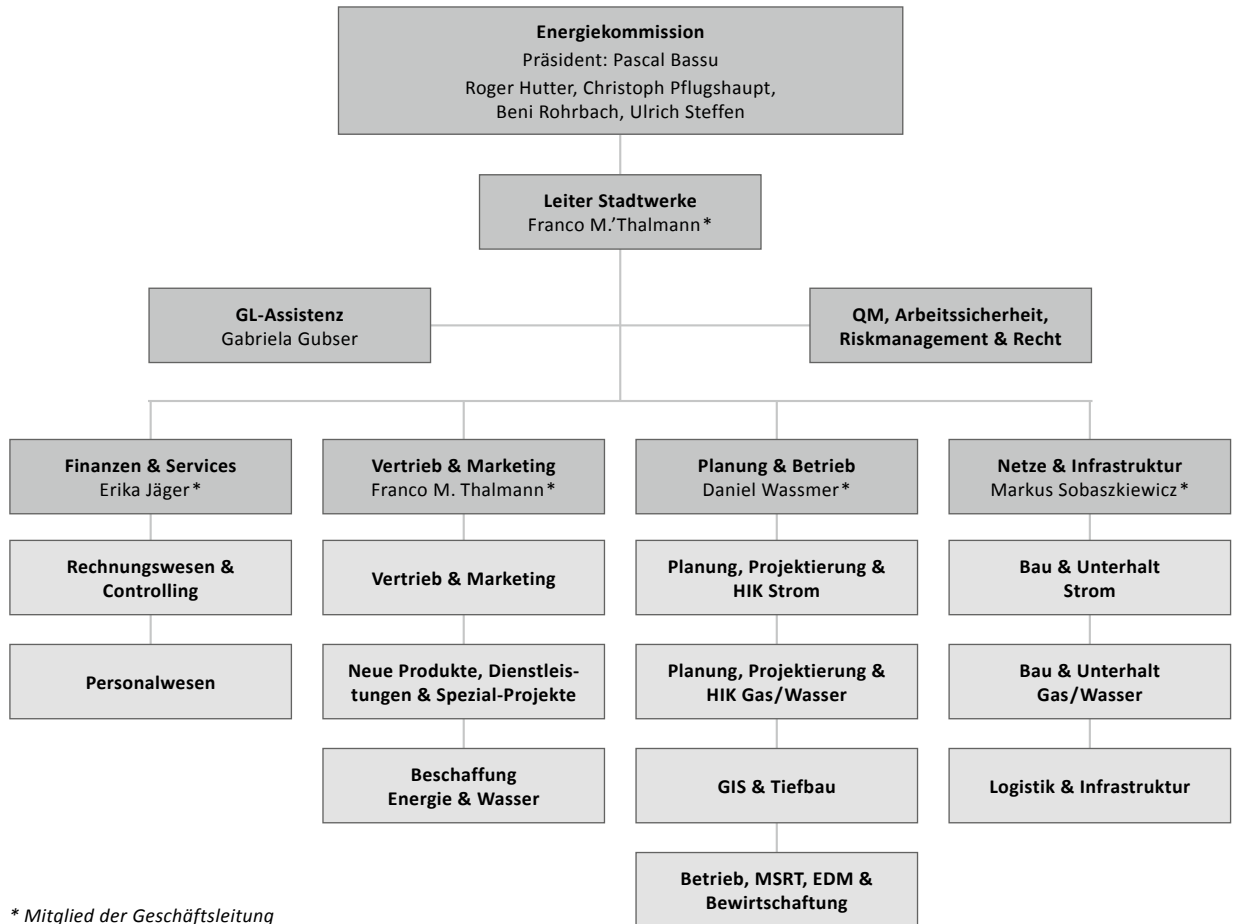 Energiekommission
Präsident: Pascal Bassu
Roger Hutter, Christoph Pflugshaupt,
Beni Rohrbach, Ulrich Steffen
Leiter Stadtwerke
Franco M.’Thalmann*
GL-Assistenz
Gabriela Gubser
QM, Arbeitssicherheit,
Riskmanagement & Recht
Finanzen & Services
Erika Jäger*
Rechnungswesen &
Controlling
Personalwesen
Vertrieb & Marketing
Franco M. Thalmann*
Vertrieb & Marketing
Neue Produkte, Dienstleis-
tungen & Spezial-Projekte
Beschaffung
Energie & Wasser
Planung & Betrieb
Daniel Wassmer*
Planung, Projektierung &
HIK Strom
Planung, Projektierung &
HIK Gas/Wasser
GIS & Tiefbau
Betrieb, MSRT, EDM &
Bewirtschaftung
Netze & Infrastruktur
Markus Sobaszkiewicz*
Bau & Unterhalt
Strom
Bau & Unterhalt
Gas/Wasser
Logistik & Infrastruktur
* Mitglied der Geschäftsleitung